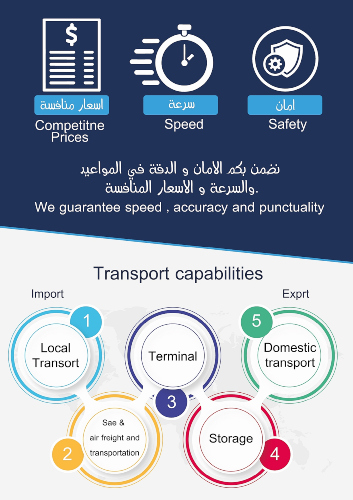 اسعار منافسة
سرعة
امان
Competitne
Prices
Speed
Safety
نضمن بكم الامان و الدقة في المواعيد
والسرعة و الأسعار المنافسة.
We guarantee speed , accuracy and punctuality
Transport capabilities
Import
Exprt
1
Local
Transort
Terminal
3
5
Domestic
transport
2
Sae &
air freight and
transportation
Storage
4